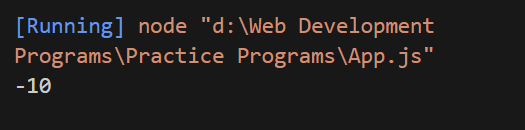 [Running] node "d:\Web Development
Programs\Practice Programs\App.js"
-10